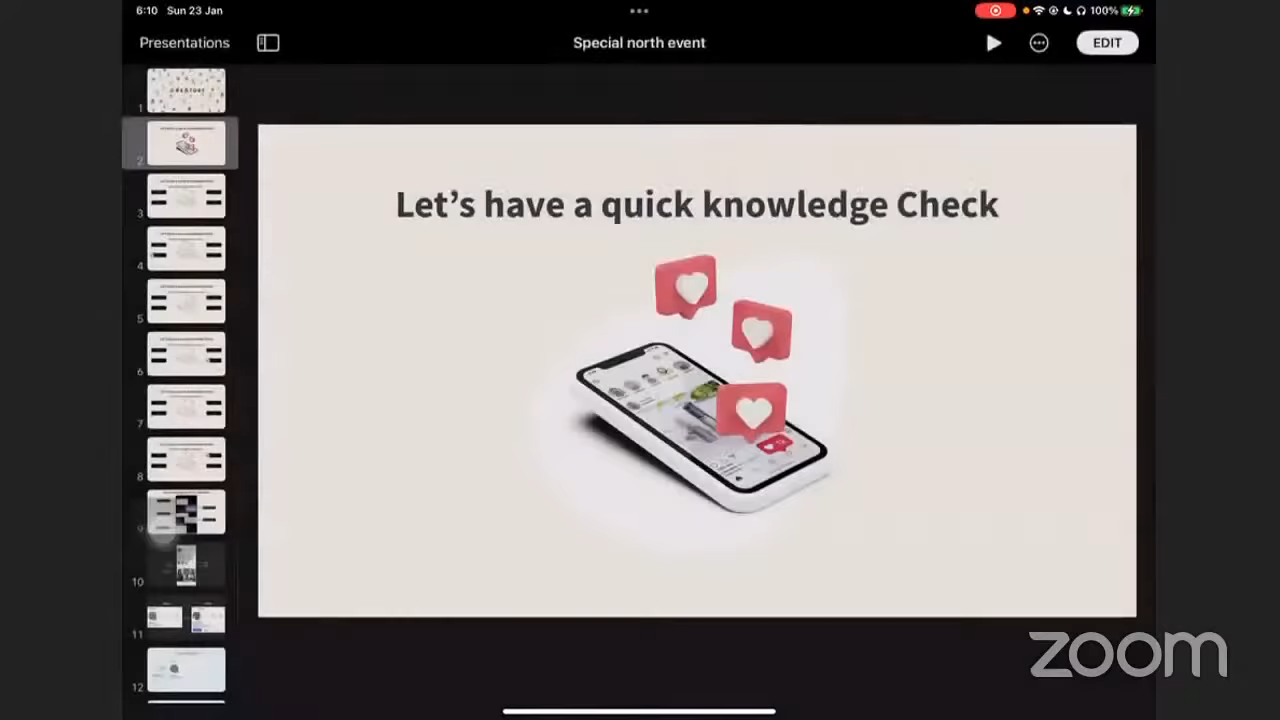 6:10 Sun 23 Jan
100%
Presentations
Special north event
EDIT
1
2
3
4
5
6
7
8
9
10
11
12
Let’s have a quick knowledge Check
zoom